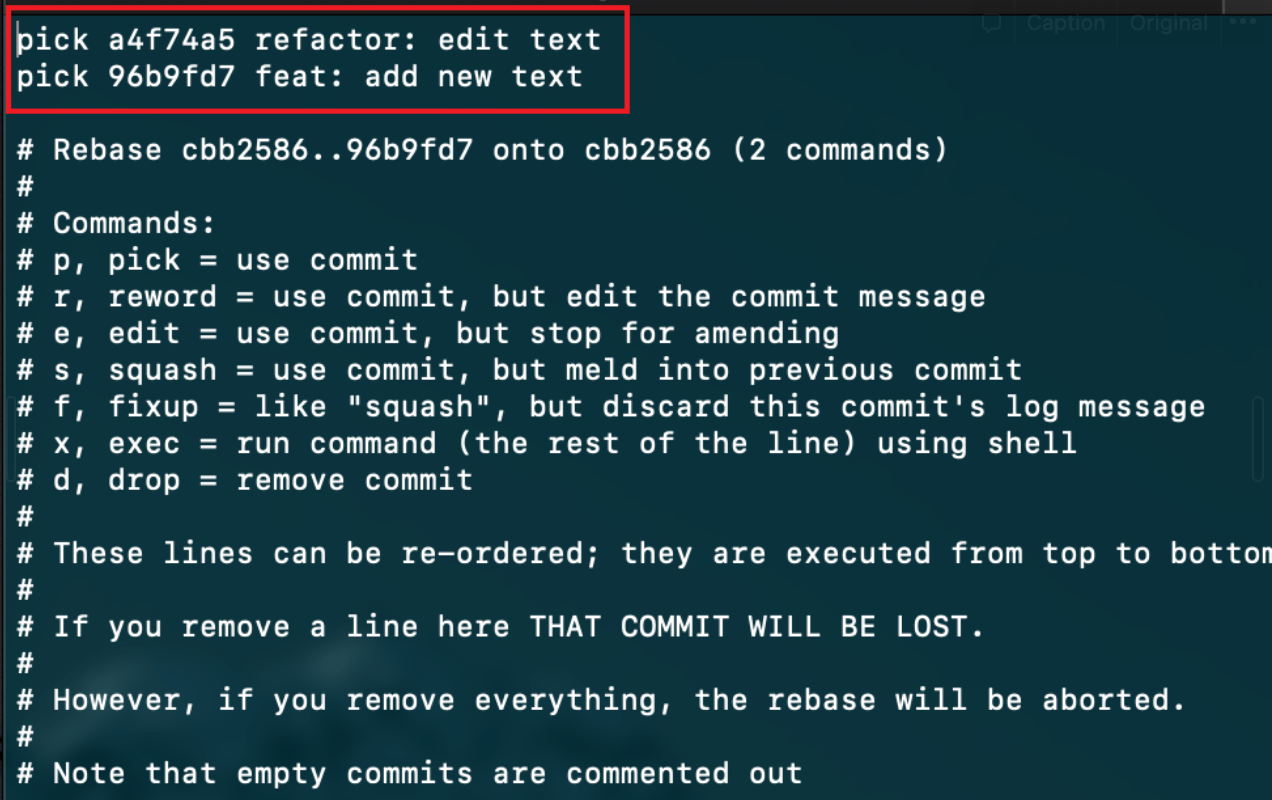 Caption Original
pick a4f74a5 refactor: edit text
pick 96b9fd7 feat: add new text
# Rebase cbb2586..96b9fd7 onto cbb2586 (2 commands)
#
# Commands:
# p, pick = use commit
# r, reword = use commit, but edit the commit message
# e, edit = use commit, but stop for amending
# s, squash = use commit, but meld into previous commit
# f, fixup = like "squash", but discard this commit's log message
# x, exec = run command (the rest of the line) using shell
# d, drop = remove commit
#
# These lines can be re-ordered; they are executed from top to bottom
#
# If you remove a line here THAT COMMIT WILL BE LOST.
#
# However, if you remove everything, the rebase will be aborted.
#
# Note that empty commits are commented out